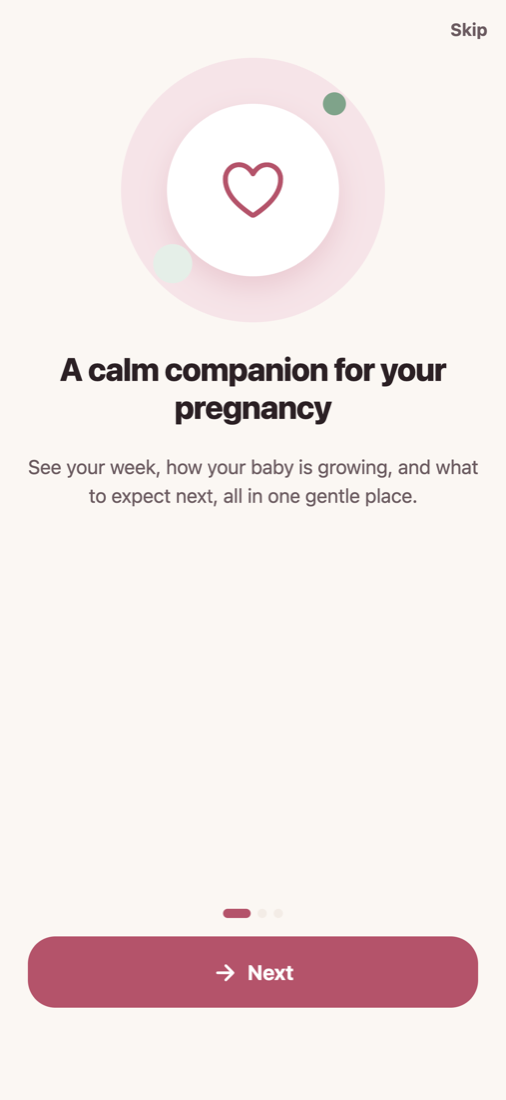 Skip
A calm companion for your
pregnancy
See your week, how your baby is growing, and what
to expect next, all in one gentle place.
Next